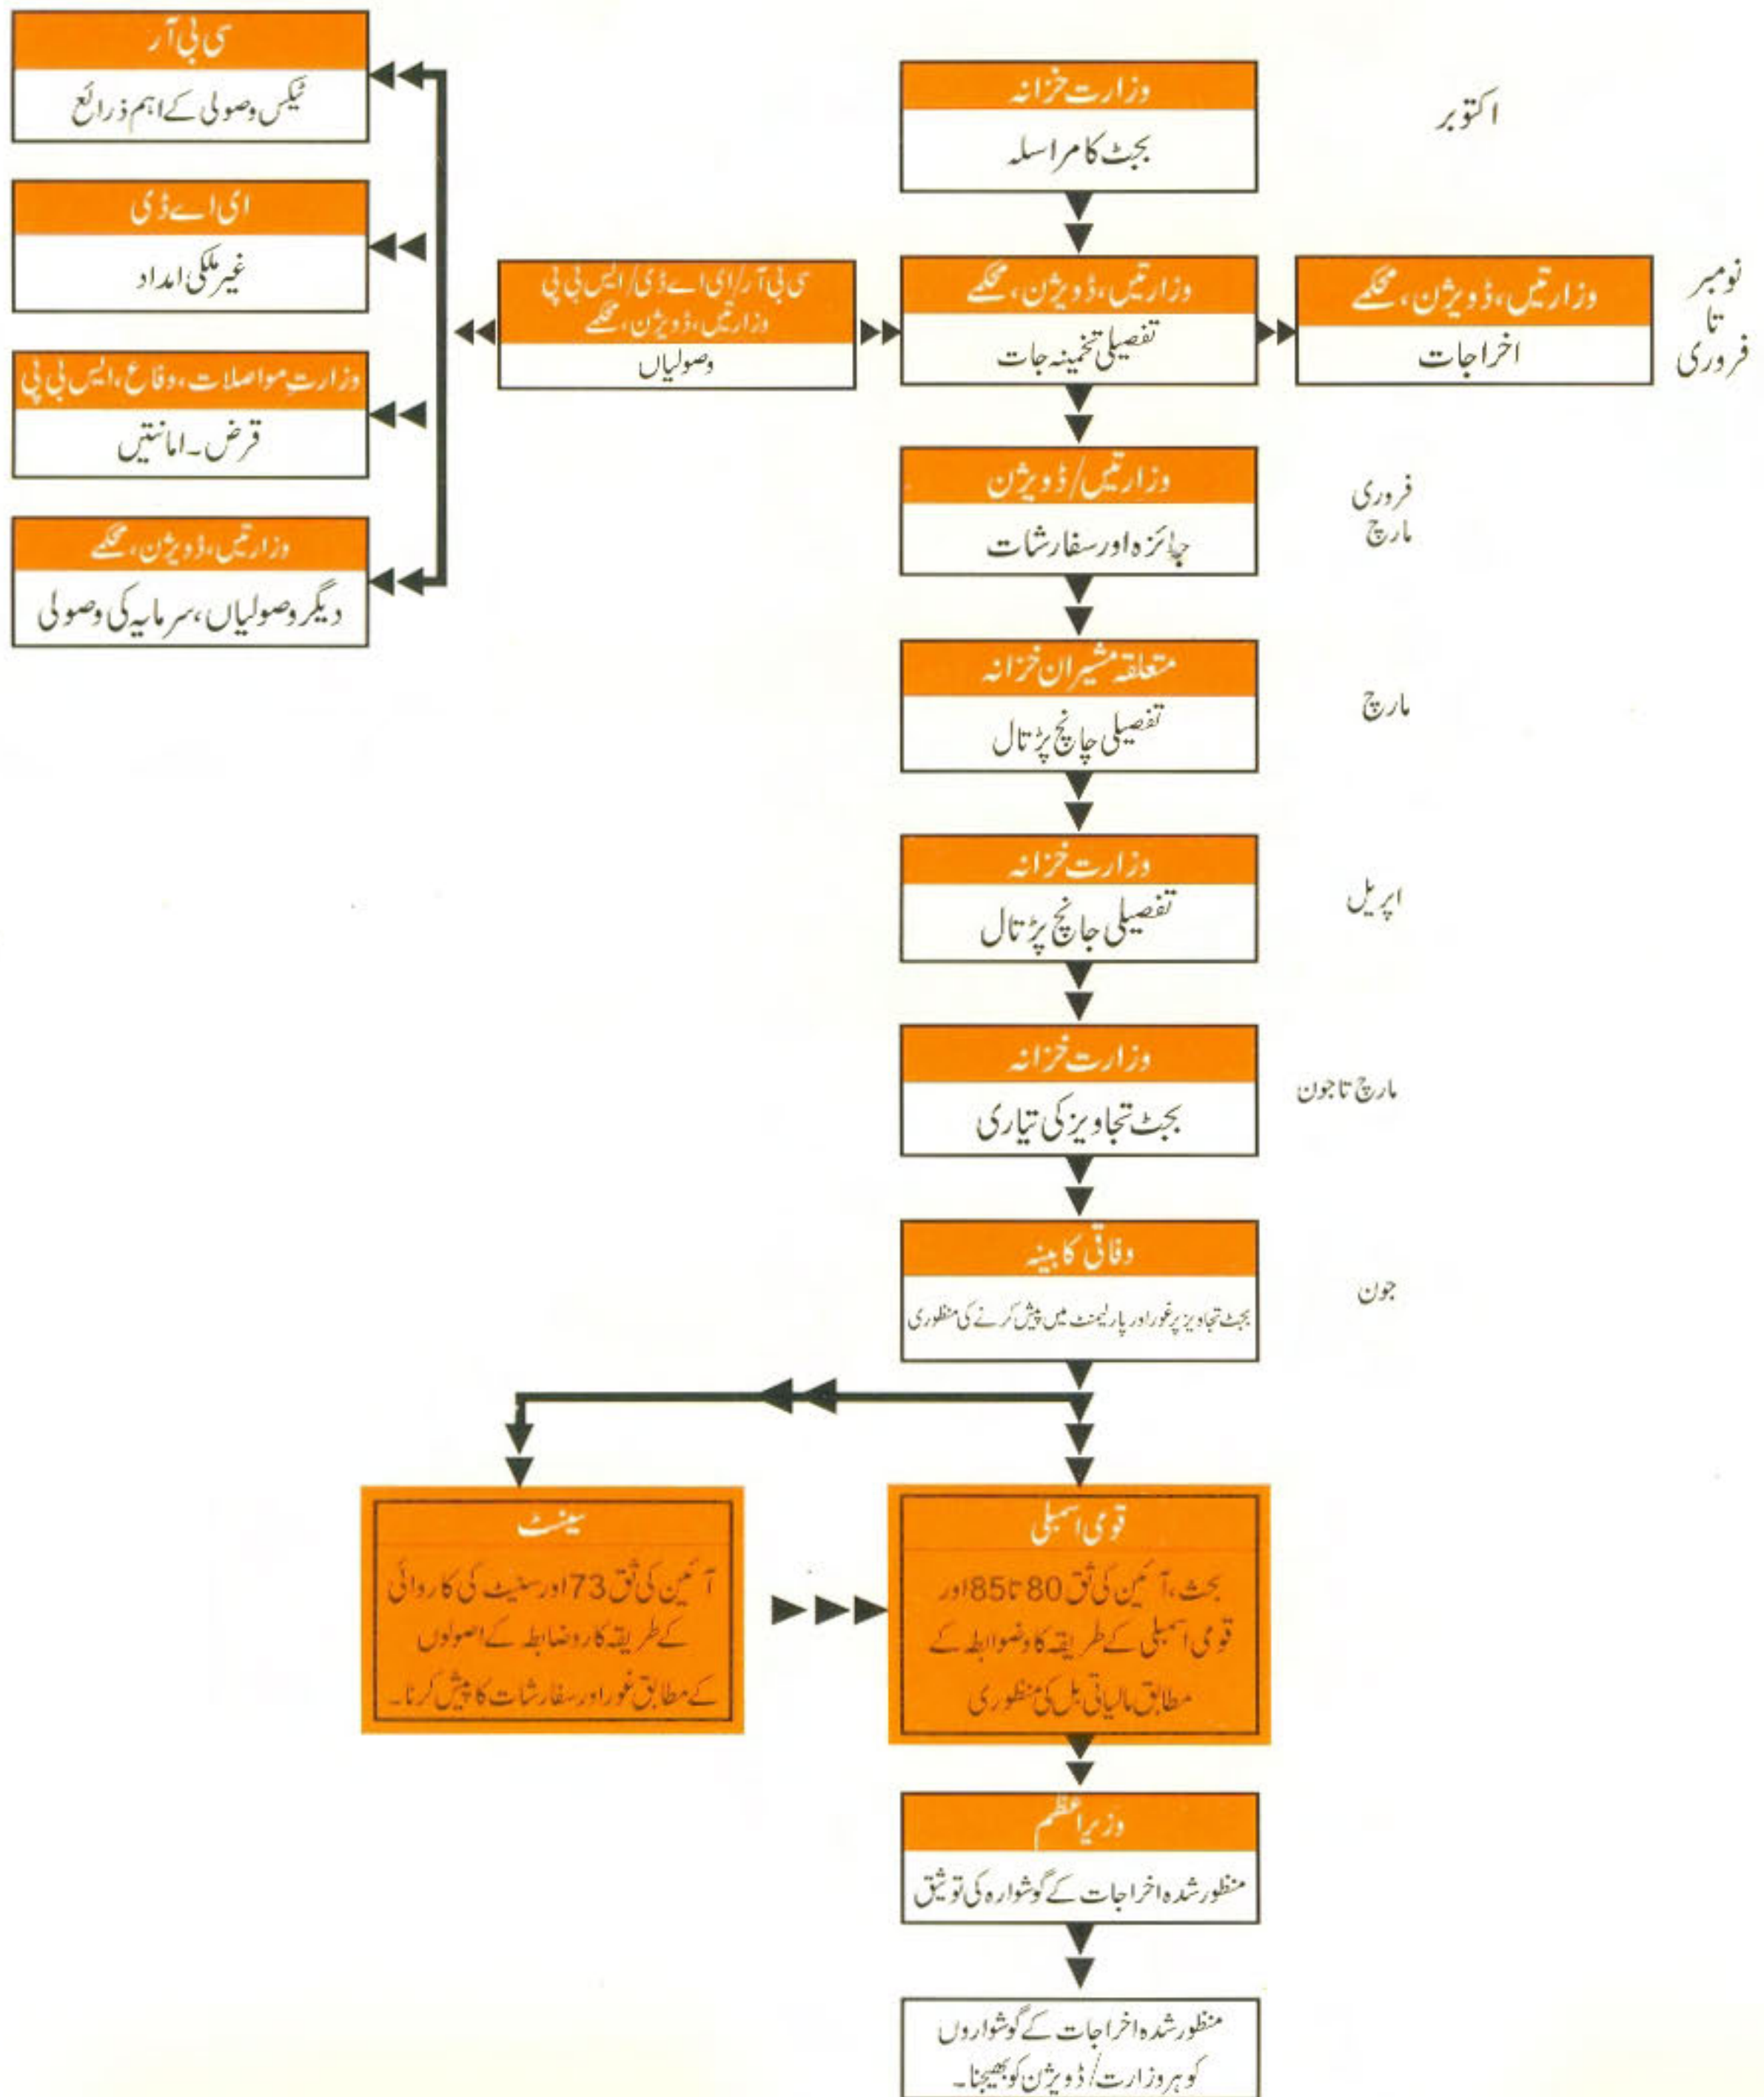 اکتوبر
وزارت خزانہ
بجٹ کا مراسلہ
نومبر
تا
فروری
وزارتیں، ڈویژن، محکمے
اخراجات
وزارتیں، ڈویژن، محکمے
تفصیلی تخمینہ جات
سی بی آر/ای اے ڈی/ایس بی پی
وزارتیں، ڈویژن، محکمے
وصولیاں
سی بی آر
ٹیکس وصولی کے اہم ذرائع
ای اے ڈی
غیر ملکی امداد
وزارتِ مواصلات، دفاع، ایس بی پی
قرض۔امانتیں
وزارتیں، ڈویژن، محکمے
دیگر وصولیاں، سرمایہ کی وصولی
فروری
مارچ
وزارتیں/ڈویژن
جائزہ اور سفارشات
مارچ
متعلقہ مشیران خزانہ
تفصیلی جانچ پڑتال
اپریل
وزارت خزانہ
تفصیلی جانچ پڑتال
مارچ تا جون
وزارت خزانہ
بجٹ تجاویز کی تیاری
جون
وفاقی کابینہ
بجٹ تجاویز پر غور اور پارلیمنٹ میں پیش کرنے کی منظوری
قومی اسمبلی
بحث، آئین کی شق 80 تا 85 اور
قومی اسمبلی کے طریقہ کا وضوابط کے
مطابق مالیاتی بل کی منظوری
سینٹ
آئین کی شق 73 اور سنیٹ کی کاروائی
کے طریقہ کار وضابطہ کے اصولوں
کے مطابق غور اور سفارشات کا پیش کرنا۔
وزیراعظم
منظور شدہ اخراجات کے گوشوارہ کی توثیق
منظور شدہ اخراجات کے گوشواروں
کو ہر وزارت/ڈویژن کو بھیجنا۔